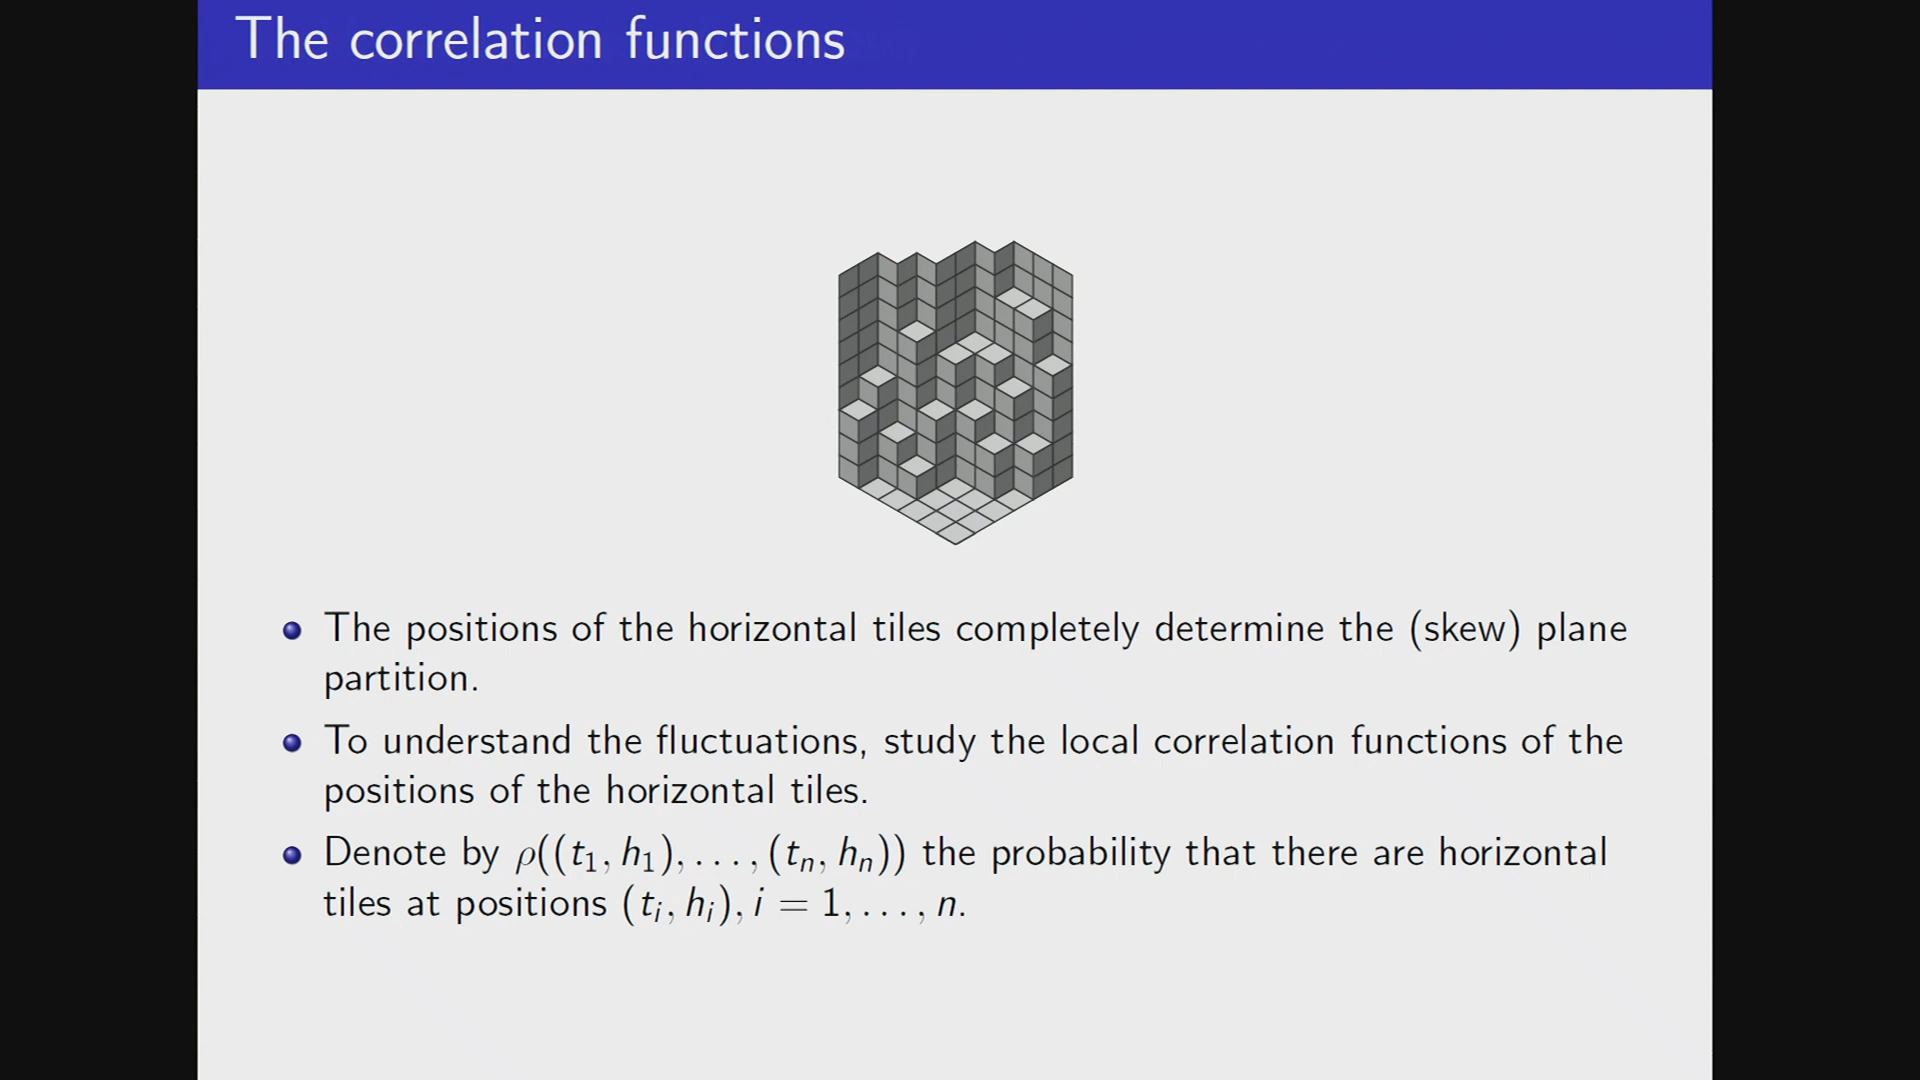 The correlation functions
The positions of the horizontal tiles completely determine the (skew) plane
partition.
To understand the fluctuations, study the local correlation functions of the
positions of the horizontal tiles.
Denote by ρ((t₁, h₁), . . . , (tₙ, hₙ)) the probability that there are horizontal
tiles at positions (tᵢ, hᵢ), i = 1, . . . , n.